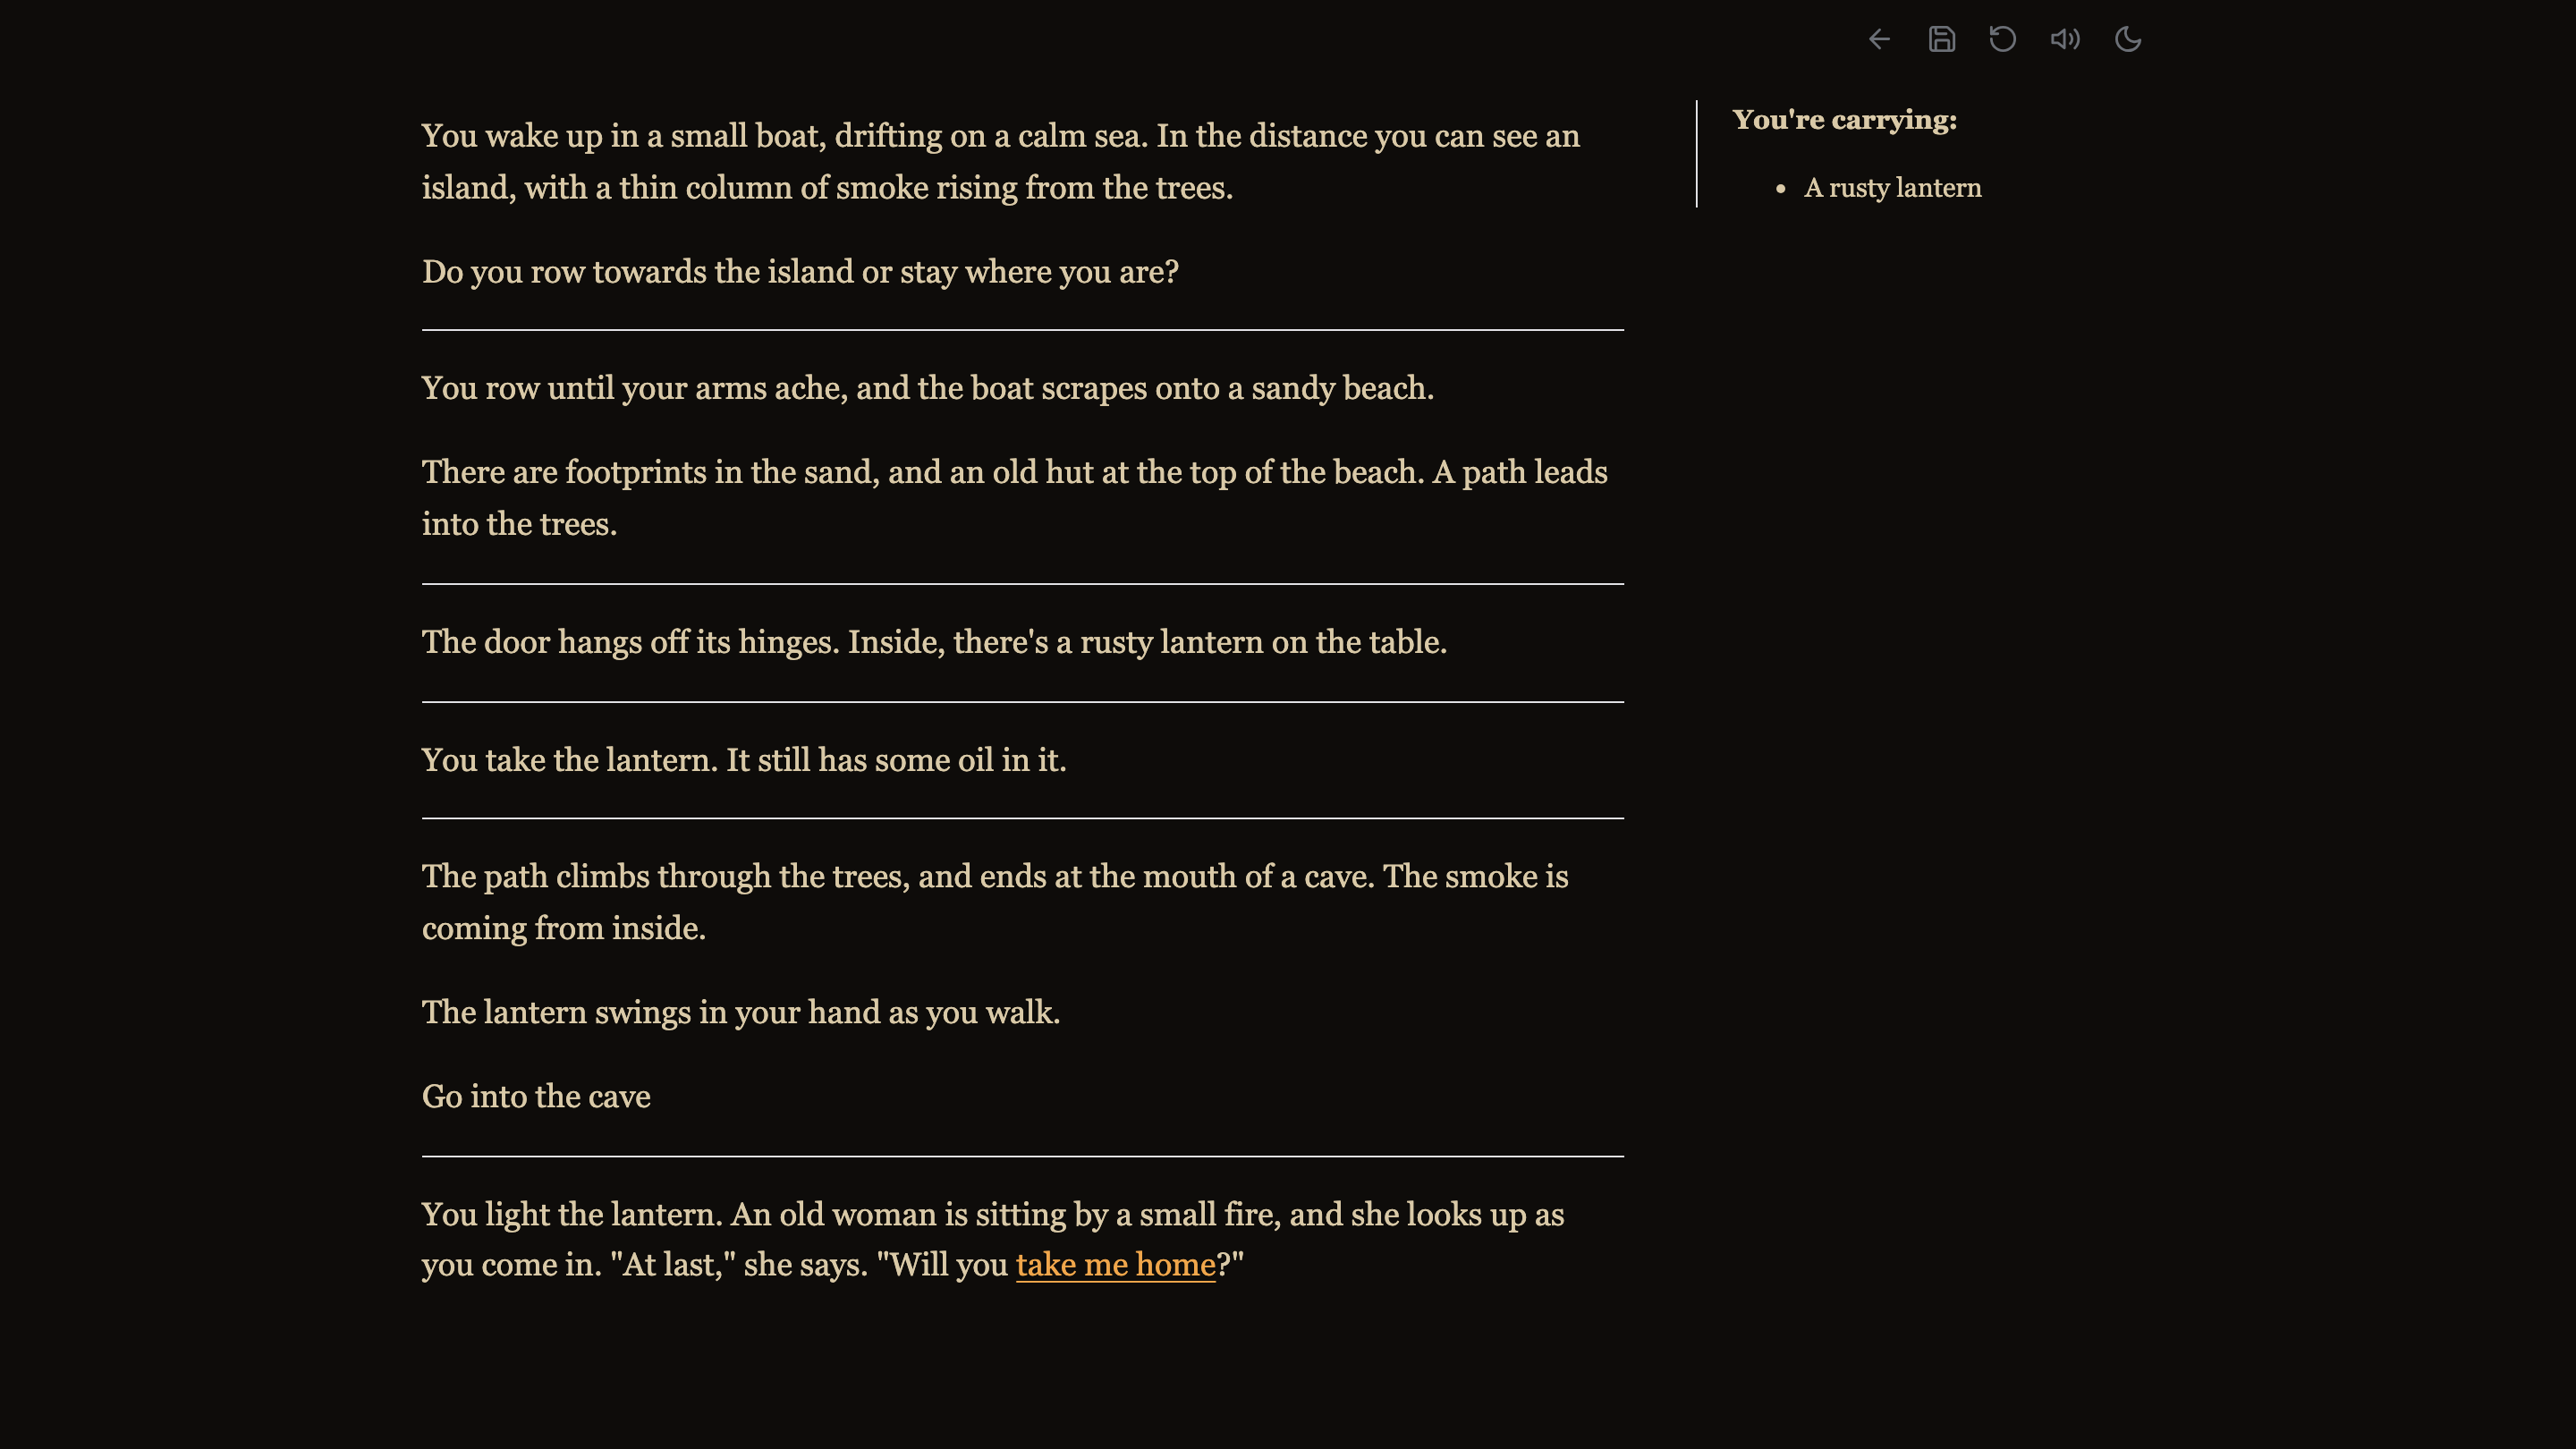 You wake up in a small boat, drifting on a calm sea. In the distance you can see an
island, with a thin column of smoke rising from the trees.
Do you row towards the island or stay where you are?
You row until your arms ache, and the boat scrapes onto a sandy beach.
There are footprints in the sand, and an old hut at the top of the beach. A path leads
into the trees.
The door hangs off its hinges. Inside, there's a rusty lantern on the table.
You take the lantern. It still has some oil in it.
The path climbs through the trees, and ends at the mouth of a cave. The smoke is
coming from inside.
The lantern swings in your hand as you walk.
Go into the cave
You light the lantern. An old woman is sitting by a small fire, and she looks up as
you come in. "At last," she says. "Will you take me home?"
You're carrying:
• A rusty lantern